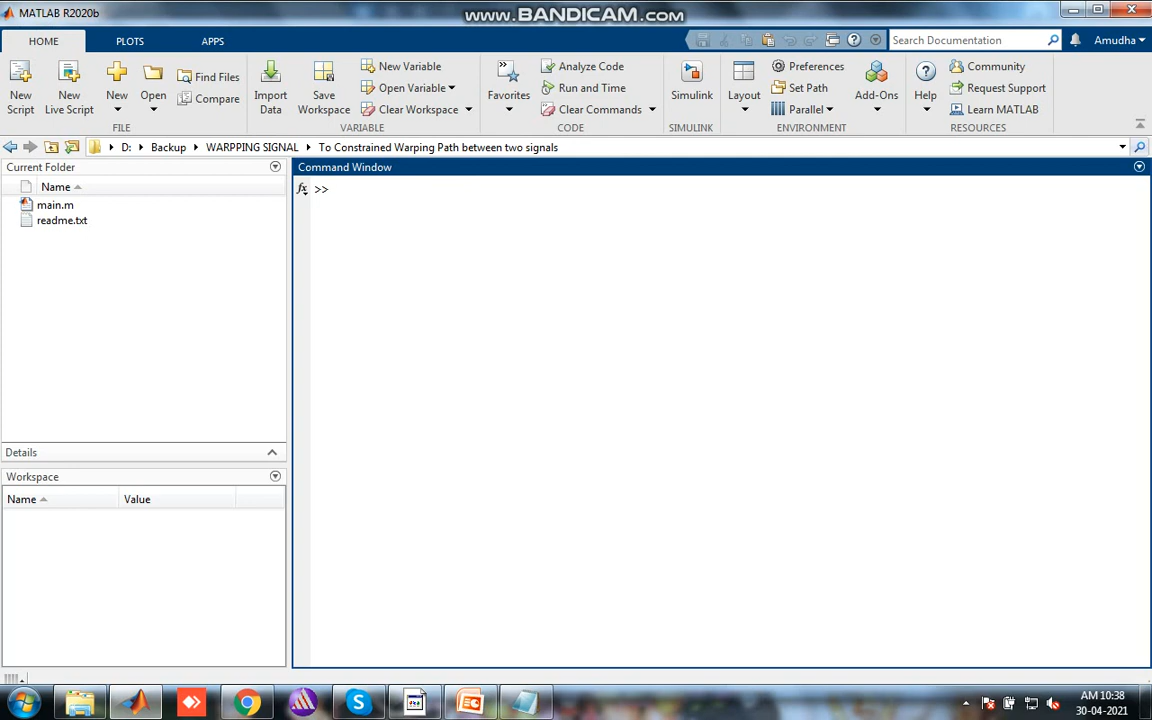 MATLAB R2020b
www.BANDICAM.com
HOME PLOTS APPS
Search Documentation
Amudha
New Script
New Live Script
New
Open
Find Files
Compare
FILE
Import Data
Save Workspace
New Variable
Open Variable
Clear Workspace
VARIABLE
Favorites
Analyze Code
Run and Time
Clear Commands
CODE
Simulink
SIMULINK
Layout
Preferences
Set Path
Parallel
Add-Ons
ENVIRONMENT
Help
Community
Request Support
Learn MATLAB
RESOURCES
D: Backup WARPPING SIGNAL To Constrained Warping Path between two signals
Current Folder
Name
main.m
readme.txt
Details
Workspace
Name Value
Command Window
fx >>
AM 10:38
30-04-2021